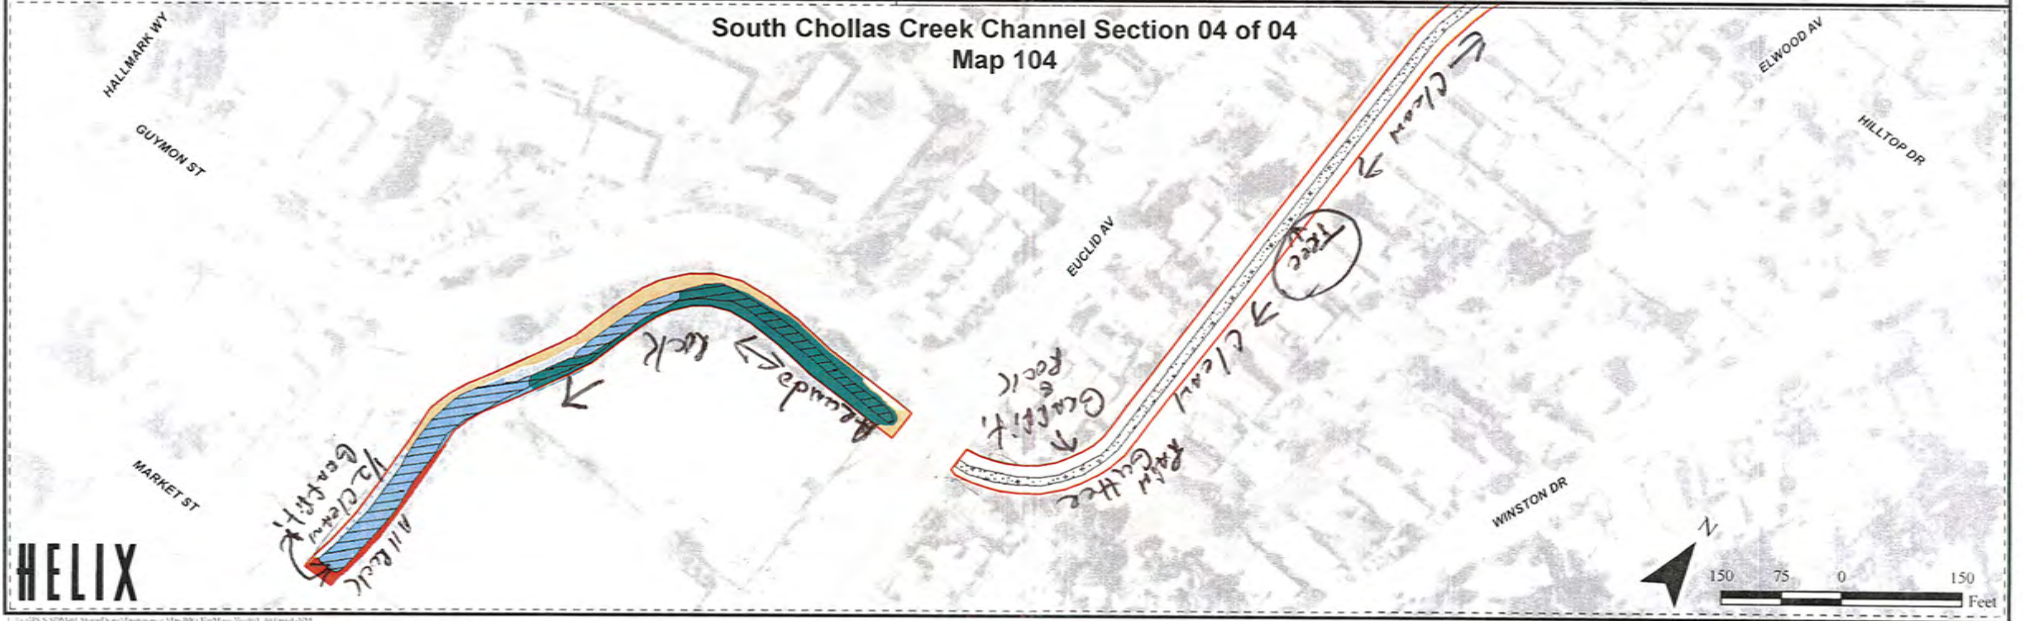 South Chollas Creek Channel Section 04 of 04
Map 104
HALLMARK WY
GUYMON ST
MARKET ST
EUCLID AV
ELWOOD AV
HILLTOP DR
WINSTON DR
Clean
Tree
Clean
Rock
Graffiti
&
Rock
Rain
Gutter
Arundo
1/2 Clean
Graffiti
All Rock
HELIX
N
150 75 0 150
Feet